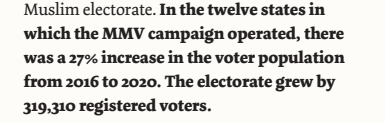 Muslim electorate. In the twelve states in
which the MMV campaign operated, there
was a 27% increase in the voter population
from 2016 to 2020. The electorate grew by
319,310 registered voters.